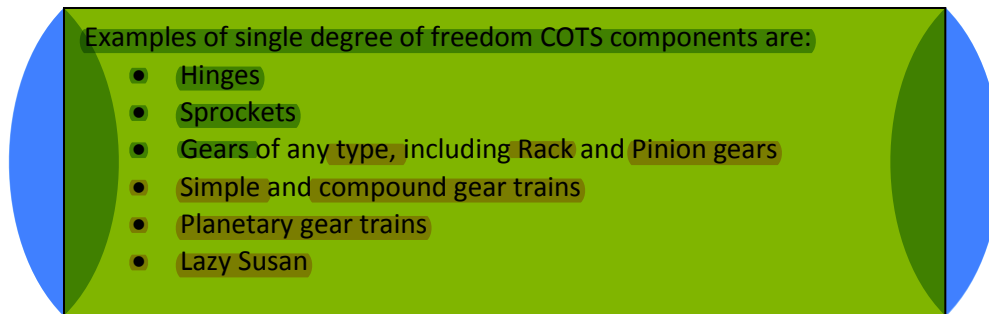 Examples of single degree of freedom COTS components are:
• Hinges
• Sprockets
• Gears of any type, including Rack and Pinion gears
• Simple and compound gear trains
• Planetary gear trains
• Lazy Susan